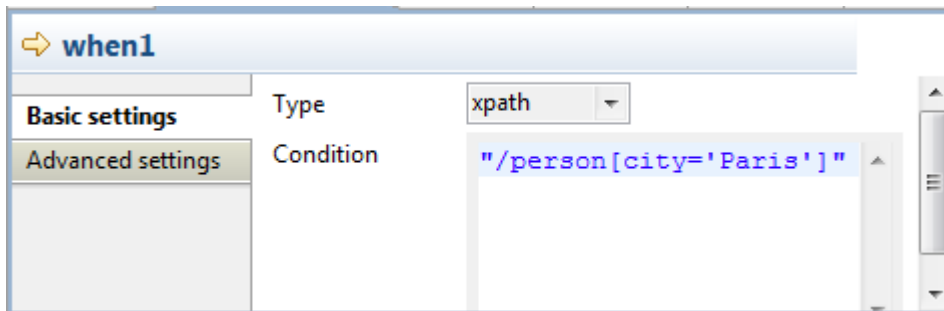 when1
Basic settings
Type
xpath
Advanced settings
Condition
"/person[city='Paris']"